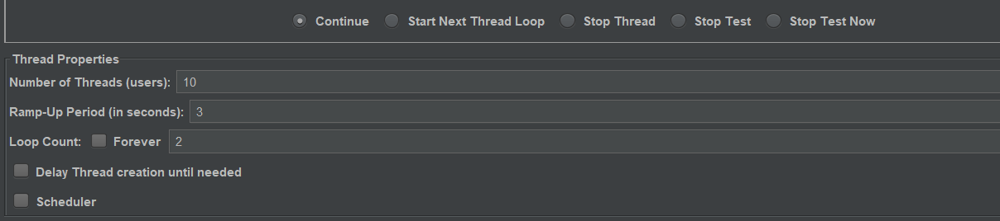 Continue Start Next Thread Loop Stop Thread Stop Test Stop Test Now
Thread Properties
Number of Threads (users): 10
Ramp-Up Period (in seconds): 3
Loop Count: Forever 2
Delay Thread creation until needed
Scheduler